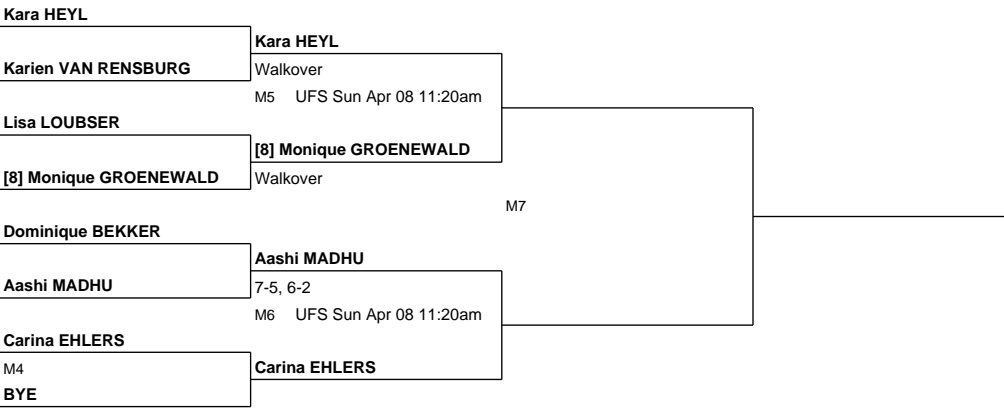 Kara HEYL
Kara HEYL
Karien VAN RENSBURG
Walkover
M5 UFS Sun Apr 08 11:20am
Lisa LOUBSER
[8] Monique GROENEWALD
[8] Monique GROENEWALD
Walkover
M7
Dominique BEKKER
Aashi MADHU
Aashi MADHU
7-5, 6-2
M6 UFS Sun Apr 08 11:20am
Carina EHLERS
M4
Carina EHLERS
BYE